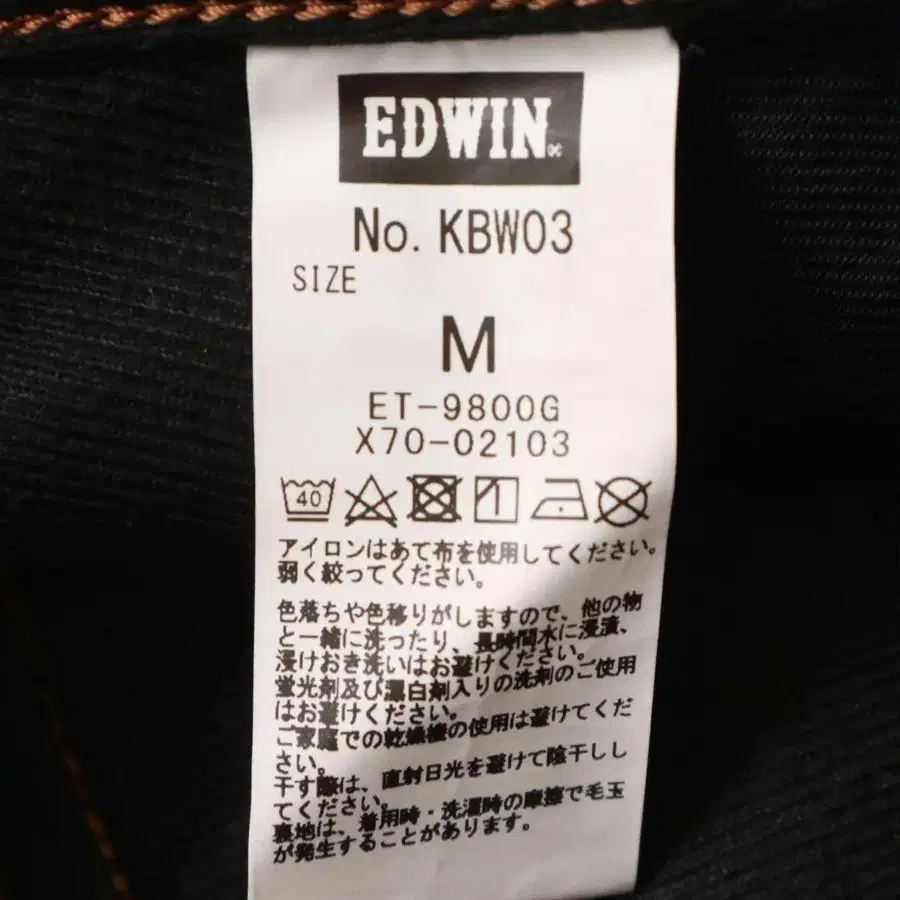 EDWIN
No. KBW03
SIZE
M
ET-9800G
X70-02103
40
アイロンはあて布を使用してください。
弱く絞ってください。
色落ちや色移りがしますので、他の物
と一緒に洗ったり、長時間水に浸漬、
浸けおき洗いはお避けください。
蛍光剤及び漂白剤入りの洗剤のご使用
はお避けください。
ご家庭での乾燥機の使用は避けてくだ
さい。
干す際は、直射日光を避けて陰干しし
てください。
裏地は、着用時・洗濯時の摩擦で毛玉
が発生することがあります。